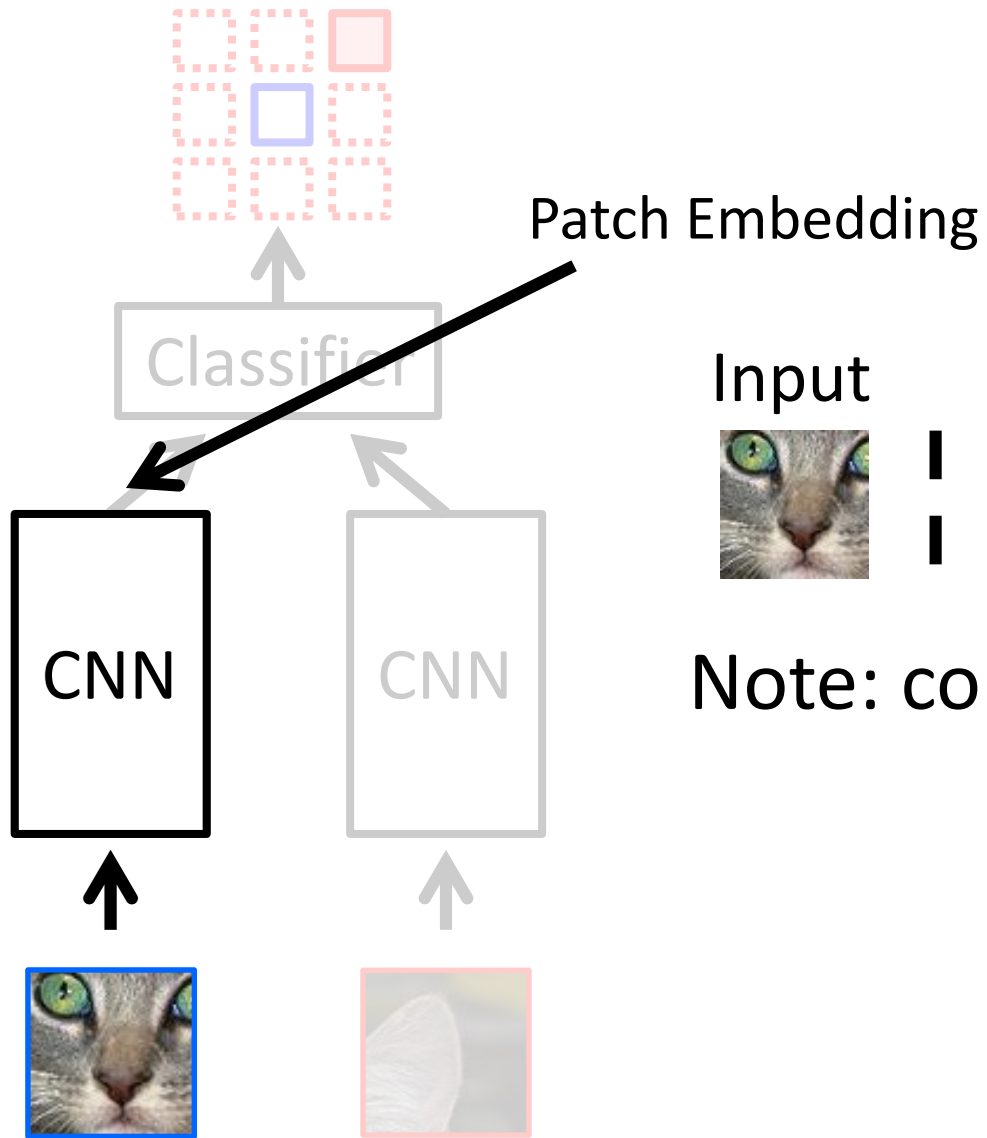 Patch Embedding
Classifier
Input
CNN
CNN
Note: co